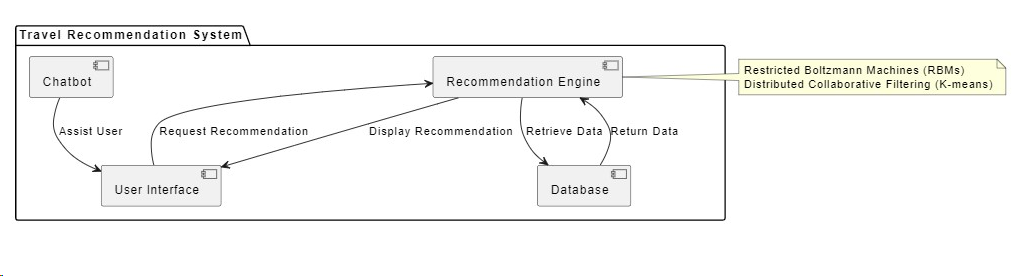 Travel Recommendation System
Chatbot
Recommendation Engine
Restricted Boltzmann Machines (RBMs)
Distributed Collaborative Filtering (K-means)
Assist User
Request Recommendation
Display Recommendation
Retrieve Data
Return Data
User Interface
Database